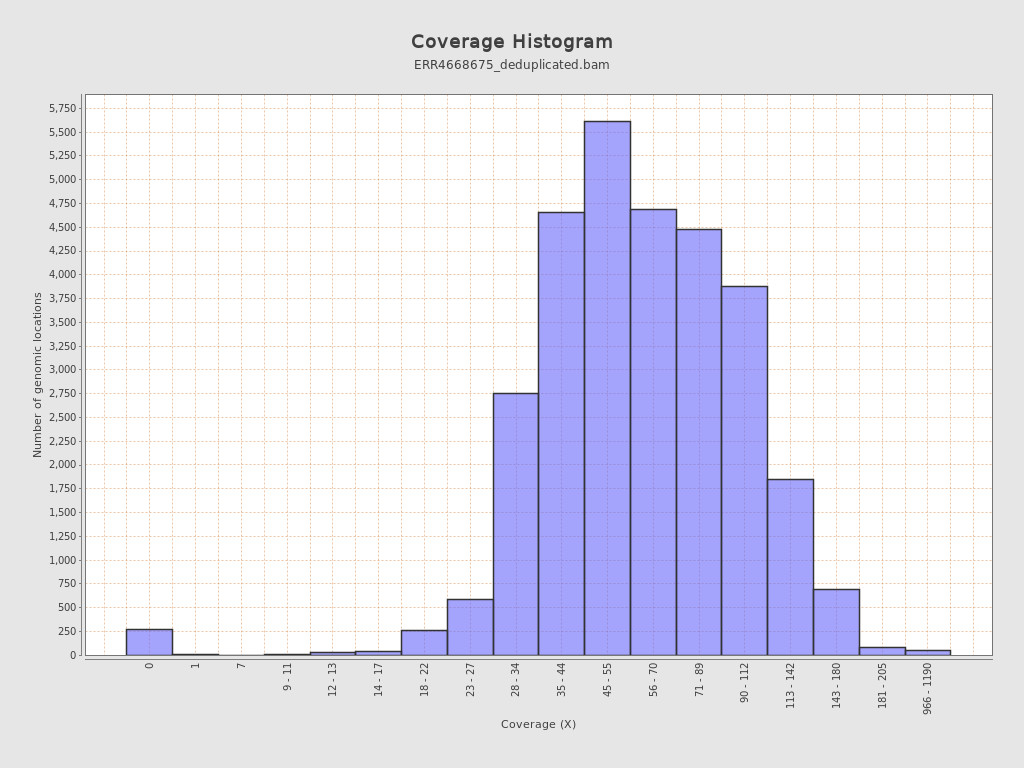 Coverage Histogram
ERR4668675_deduplicated.bam
Number of genomic locations
5,750
5,500
5,250
5,000
4,750
4,500
4,250
4,000
3,750
3,500
3,250
3,000
2,750
2,500
2,250
2,000
1,750
1,500
1,250
1,000
750
500
250
0
0
1
7
9 - 11
12 - 13
14 - 17
18 - 22
23 - 27
28 - 34
35 - 44
45 - 55
56 - 70
71 - 89
90 - 112
113 - 142
143 - 180
181 - 205
966 - 1190
Coverage (X)